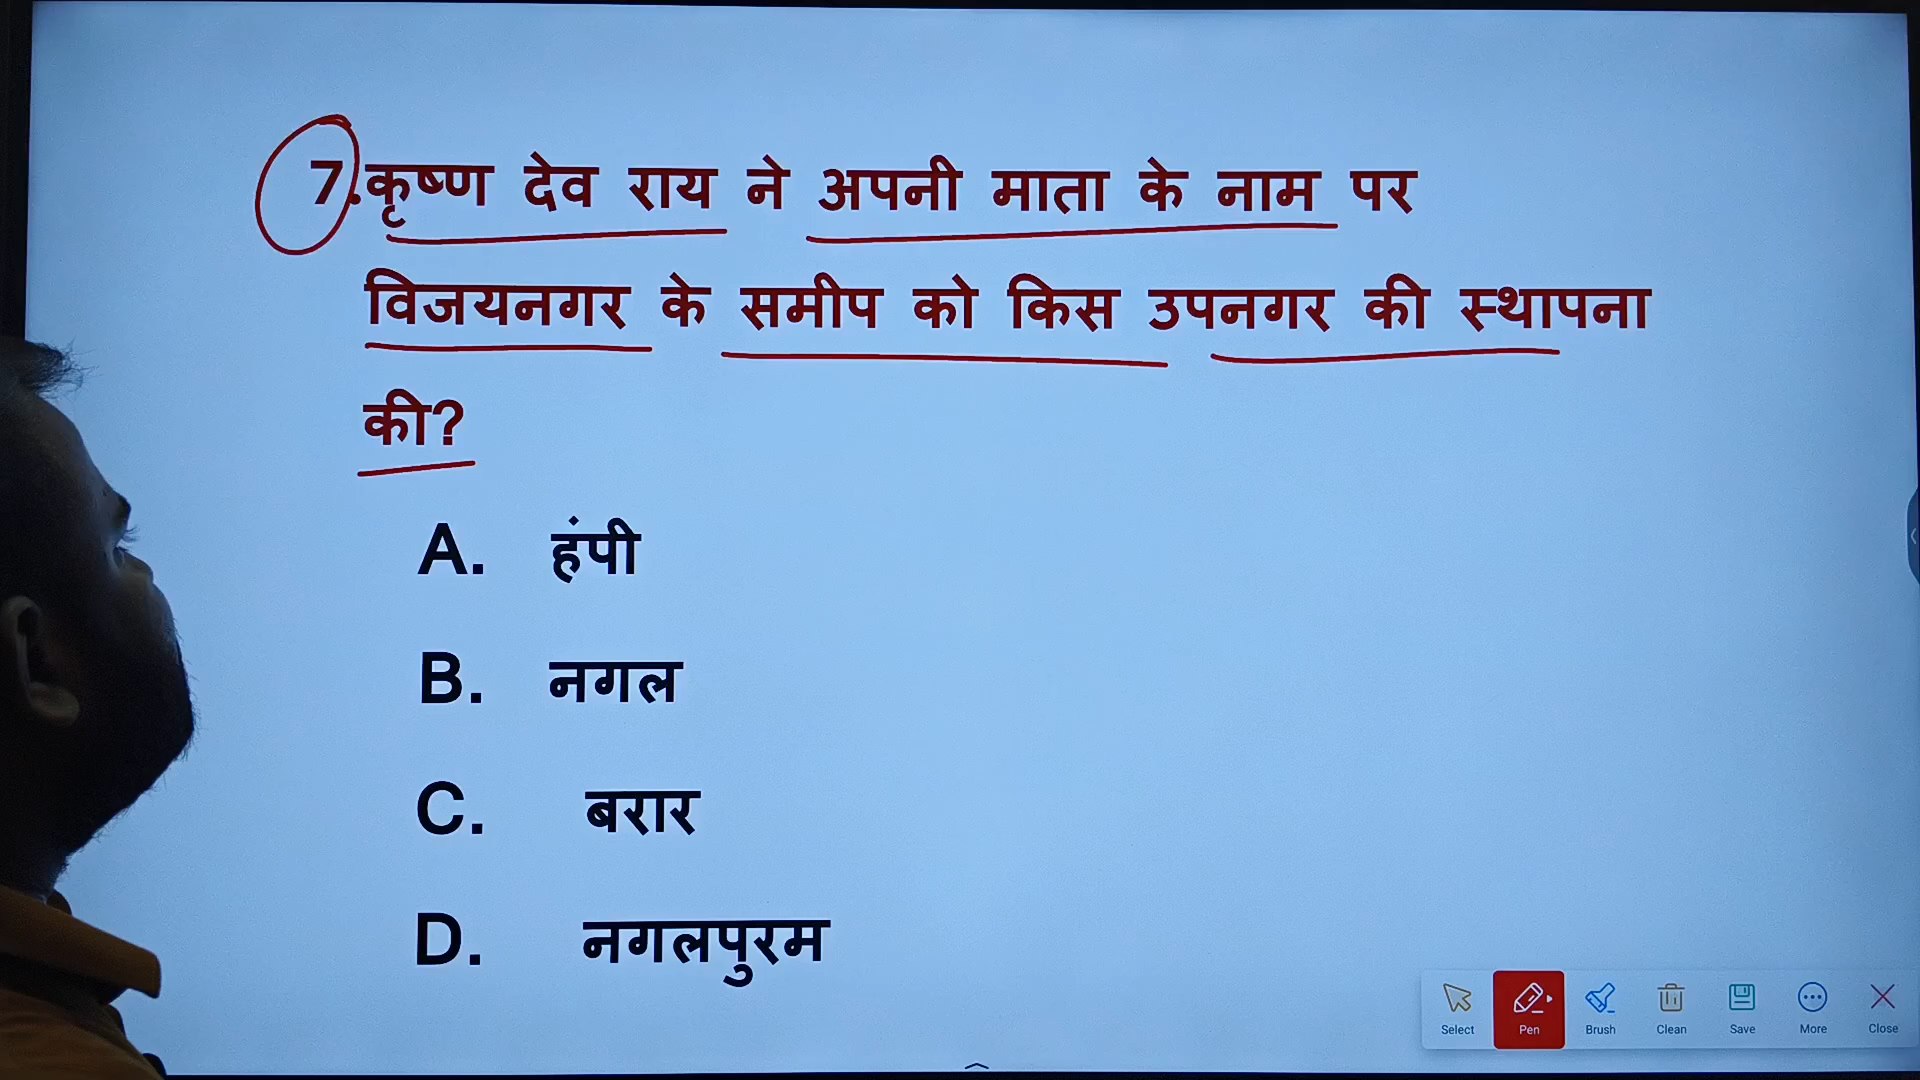 7.कृष्ण देव राय ने अपनी माता के नाम पर
विजयनगर के समीप को किस उपनगर की स्थापना
की?
A. हंपी
B. नगल
C. बरार
D. नगलपुरम
Select Pen Brush Clean Save More Close